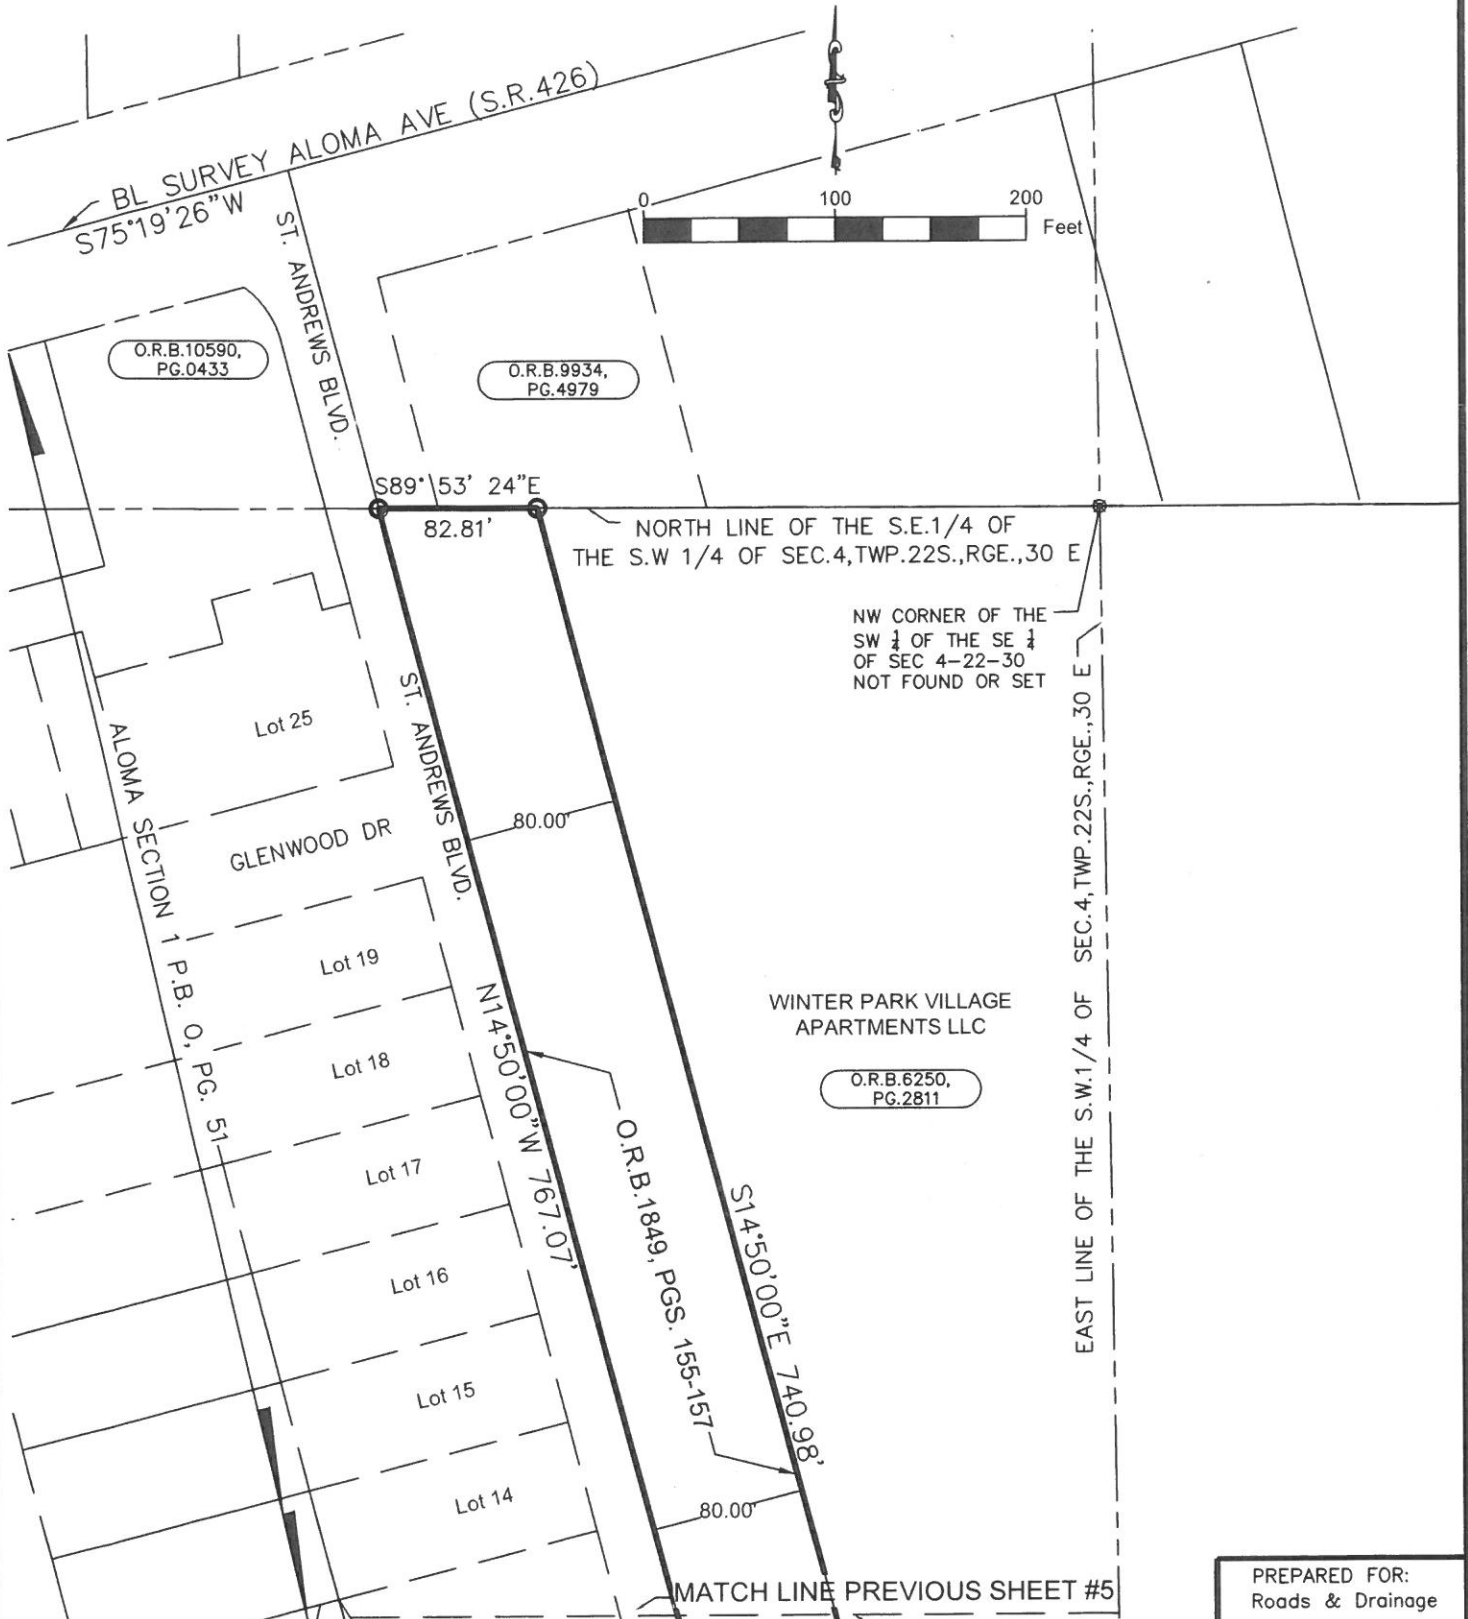 BL SURVEY ALOMA AVE (S.R.426)
S75°19'26"W
ST. ANDREWS BLVD.
0 100 200
Feet
O.R.B.10590,
PG.0433
O.R.B.9934,
PG.4979
S89° 53' 24"E
82.81'
NORTH LINE OF THE S.E.1/4 OF
THE S.W 1/4 OF SEC.4,TWP.22S.,RGE.,30 E
NW CORNER OF THE
SW 1/4 OF THE SE 1/4
OF SEC 4-22-30
NOT FOUND OR SET
EAST LINE OF THE S.W.1/4 OF SEC.4,TWP.22S.,RGE.,30 E
ST. ANDREWS BLVD.
Lot 25
ALOMA SECTION 1 P.B. O, PG. 51
80.00'
GLENWOOD DR
Lot 19
N14°50'00"W 767.07'
WINTER PARK VILLAGE
APARTMENTS LLC
O.R.B.6250,
PG.2811
Lot 18
O.R.B.1849, PGS. 155-157
Lot 17
S14°50'00"E 740.98'
Lot 16
Lot 15
Lot 14
80.00'
MATCH LINE PREVIOUS SHEET #5
PREPARED FOR:
Roads & Drainage